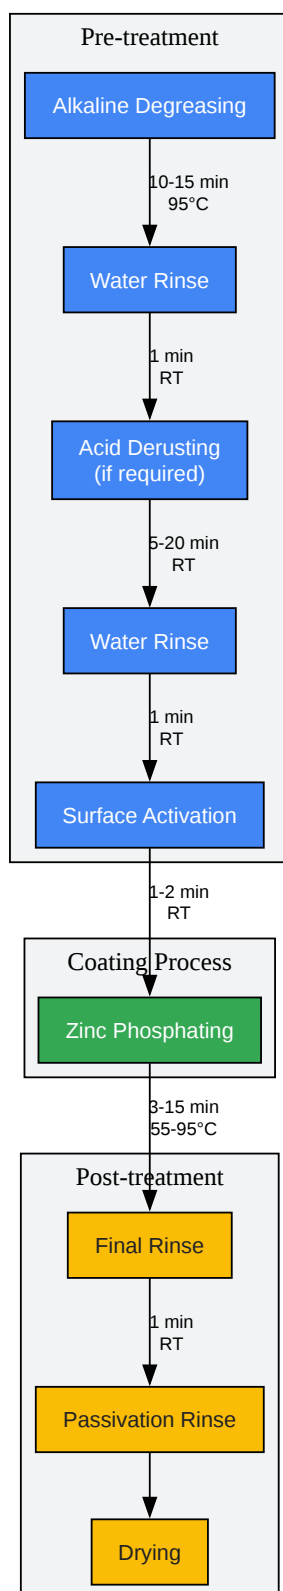 Pre-treatment
Alkaline Degreasing
10-15 min
95°C
Water Rinse
1 min
RT
Acid Derusting
(if required)
5-20 min
RT
Water Rinse
1 min
RT
Surface Activation
1-2 min
RT
Coating Process
Zinc Phosphating
3-15 min
55-95°C
Post-treatment
Final Rinse
1 min
RT
Passivation Rinse
Drying